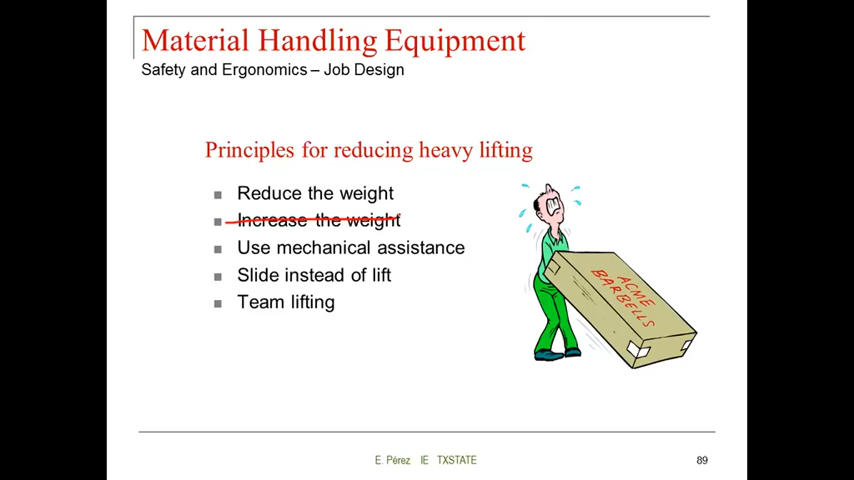 Material Handling Equipment
Safety and Ergonomics – Job Design
Principles for reducing heavy lifting
Reduce the weight
Increase the weight
Use mechanical assistance
Slide instead of lift
Team lifting
ACME
BARBELLS
E. Pérez IE TXSTATE
89